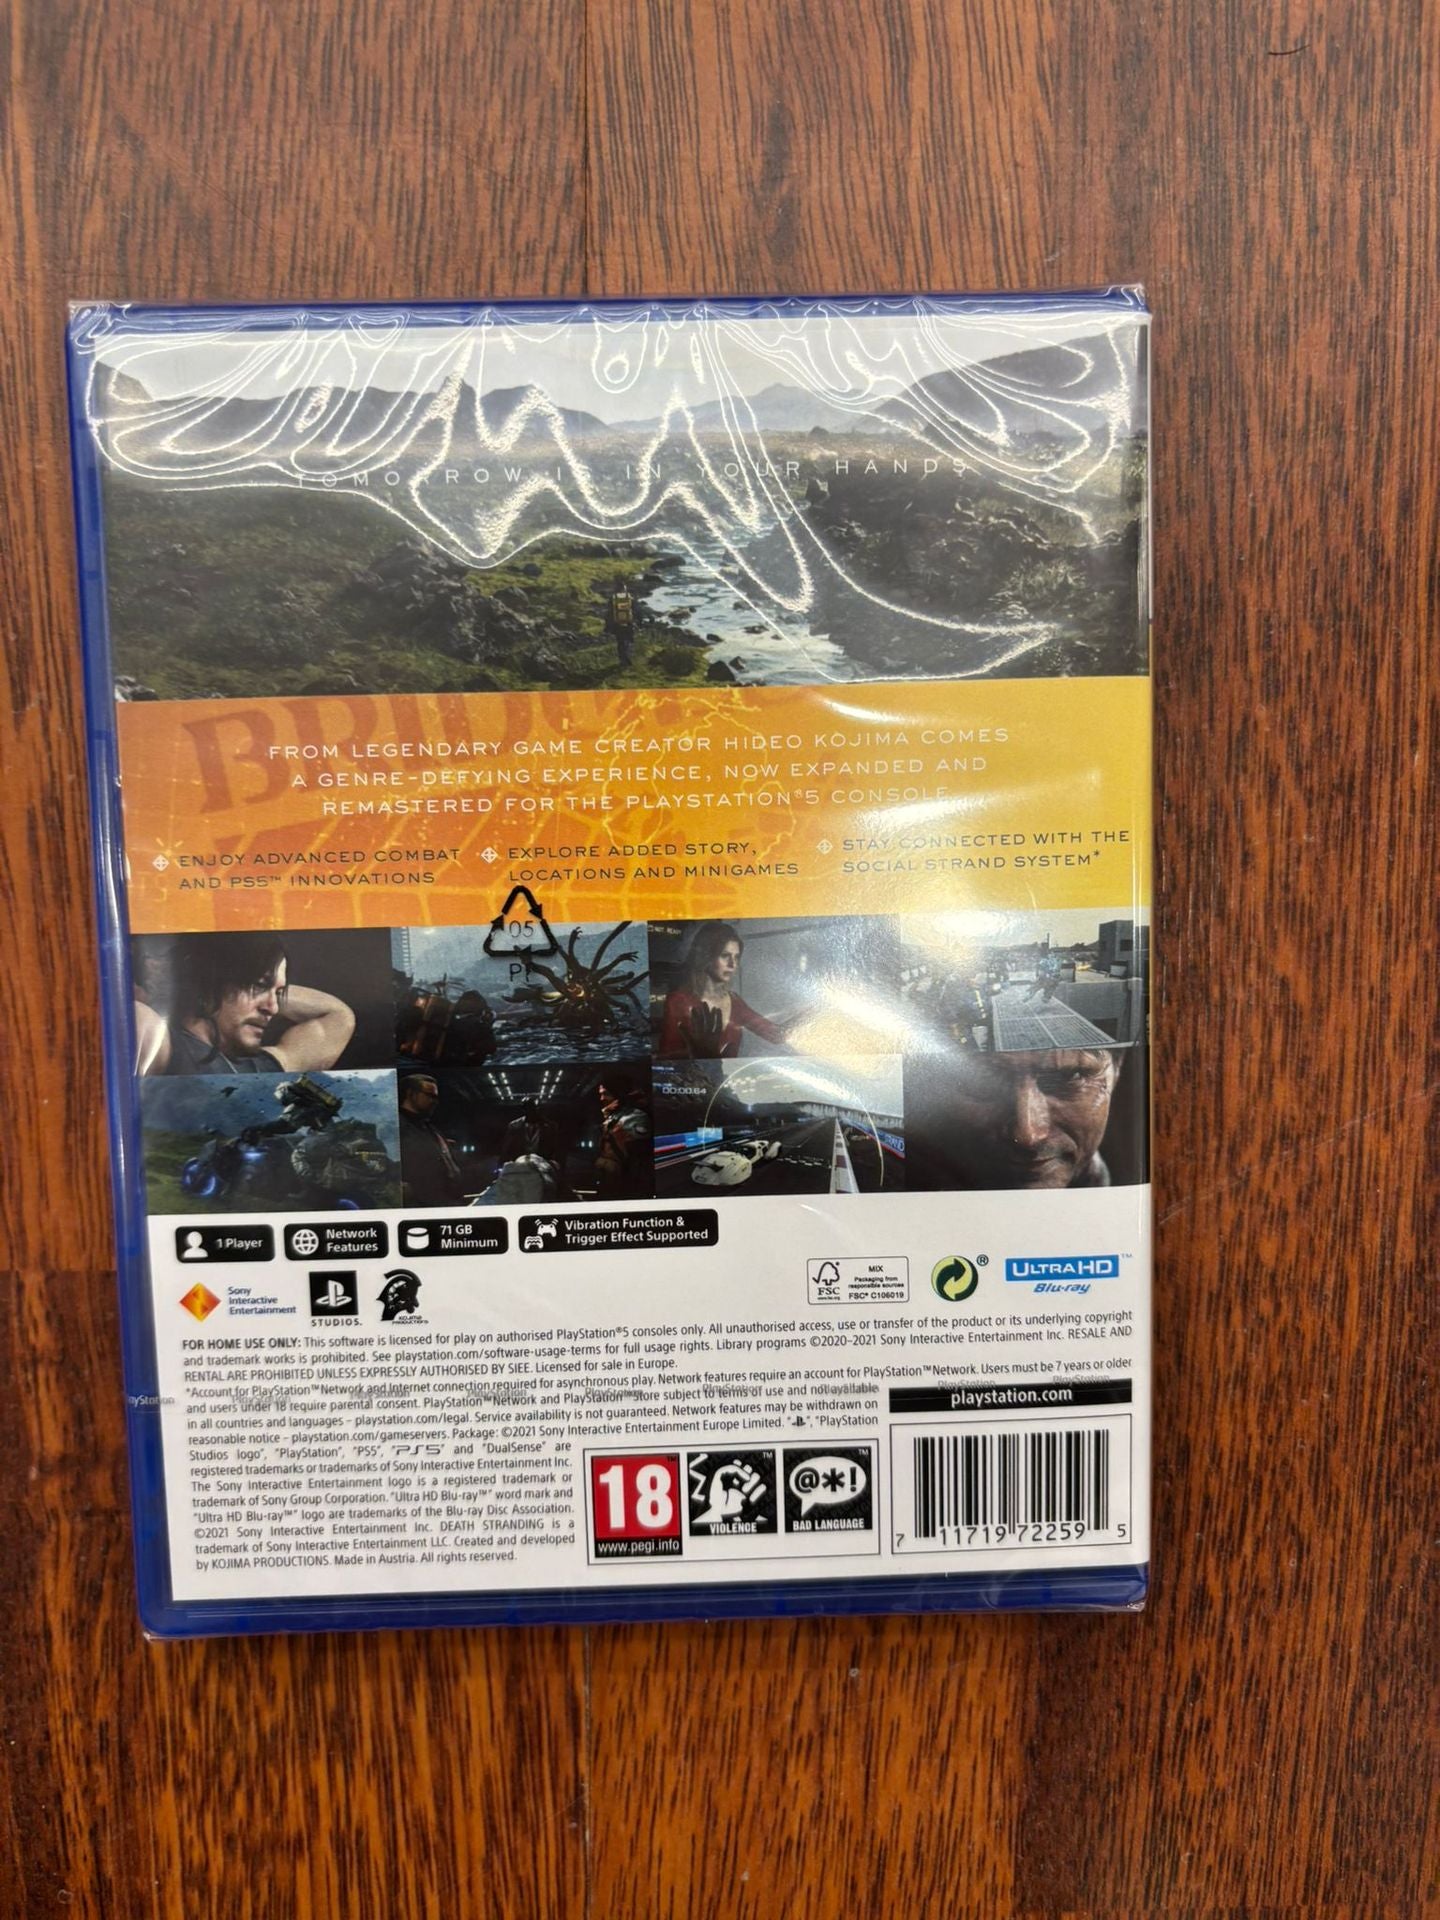 TOMORROW IS IN YOUR HANDS
BRIDG
FROM LEGENDARY GAME CREATOR HIDEO KOJIMA COMES
A GENRE-DEFYING EXPERIENCE, NOW EXPANDED AND
REMASTERED FOR THE PLAYSTATION®5 CONSOLE.
ENJOY ADVANCED COMBAT
AND PS5™ INNOVATIONS
EXPLORE ADDED STORY,
LOCATIONS AND MINIGAMES
STAY CONNECTED WITH THE
SOCIAL STRAND SYSTEM*
05
NOT READY
00:00.64
1 Player
Network
Features
71 GB
Minimum
Vibration Function &
Trigger Effect Supported
Sony
Interactive
Entertainment
STUDIOS.
KOJIMA
PRODUCTIONS
FSC
MIX
Packaging from
responsible sources
FSC® C106019
®
ULTRA HD™
Blu-ray
FOR HOME USE ONLY: This software is licensed for play on authorised PlayStation®5 consoles only. All unauthorised access, use or transfer of the product or its underlying copyright
and trademark works is prohibited. See playstation.com/software-usage-terms for full usage rights. Library programs ©2020-2021 Sony Interactive Entertainment Inc. RESALE AND
RENTAL ARE PROHIBITED UNLESS EXPRESSLY AUTHORISED BY SIEE. Licensed for sale in Europe.
*Account for PlayStation™Network and Internet connection required for asynchronous play. Network features require an account for PlayStation™Network. Users must be 7 years or older
and users under 18 require parental consent. PlayStation™Network and PlayStation™Store subject to terms of use and not available
in all countries and languages – playstation.com/legal. Service availability is not guaranteed. Network features may be withdrawn on
reasonable notice – playstation.com/gameservers. Package: ©2021 Sony Interactive Entertainment Europe Limited. "", "PlayStation
Studios logo", "PlayStation", "PS5", "PS5" and "DualSense" are
registered trademarks or trademarks of Sony Interactive Entertainment Inc.
The Sony Interactive Entertainment logo is a registered trademark or
trademark of Sony Group Corporation. "Ultra HD Blu-ray™" word mark and
"Ultra HD Blu-ray™" logo are trademarks of the Blu-ray Disc Association.
©2021 Sony Interactive Entertainment Inc. DEATH STRANDING is a
trademark of Sony Interactive Entertainment LLC. Created and developed
by KOJIMA PRODUCTIONS. Made in Austria. All rights reserved.
PlayStation PlayStation PlayStation PlayStation PlayStation PlayStation PlayStation PlayStation PlayStation
playstation.com
18
www.pegi.info
VIOLENCE
@*!
BAD LANGUAGE
7 11719 72259 5